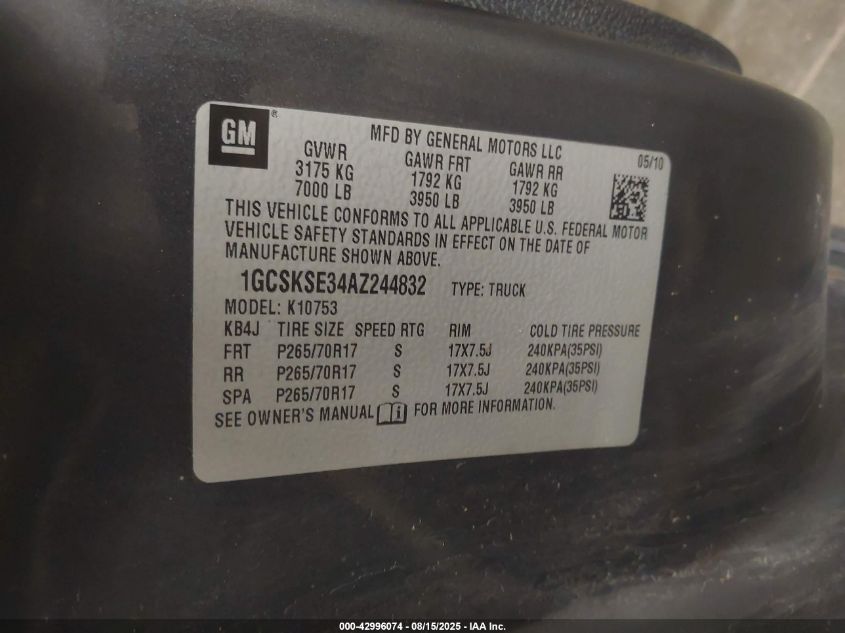 GM ®
MFD BY GENERAL MOTORS LLC
05/10
GVWR GAWR FRT GAWR RR
3175 KG 1792 KG 1792 KG
7000 LB 3950 LB 3950 LB
THIS VEHICLE CONFORMS TO ALL APPLICABLE U.S. FEDERAL MOTOR
VEHICLE SAFETY STANDARDS IN EFFECT ON THE DATE OF
MANUFACTURE SHOWN ABOVE.
1GCSKSE34AZ244832 TYPE: TRUCK
MODEL: K10753
KB4J TIRE SIZE SPEED RTG RIM COLD TIRE PRESSURE
FRT P265/70R17 S 17X7.5J 240KPA(35PSI)
RR P265/70R17 S 17X7.5J 240KPA(35PSI)
SPA P265/70R17 S 17X7.5J 240KPA(35PSI)
SEE OWNER'S MANUAL i FOR MORE INFORMATION.
000-42996074 - 08/15/2025 - IAA Inc.